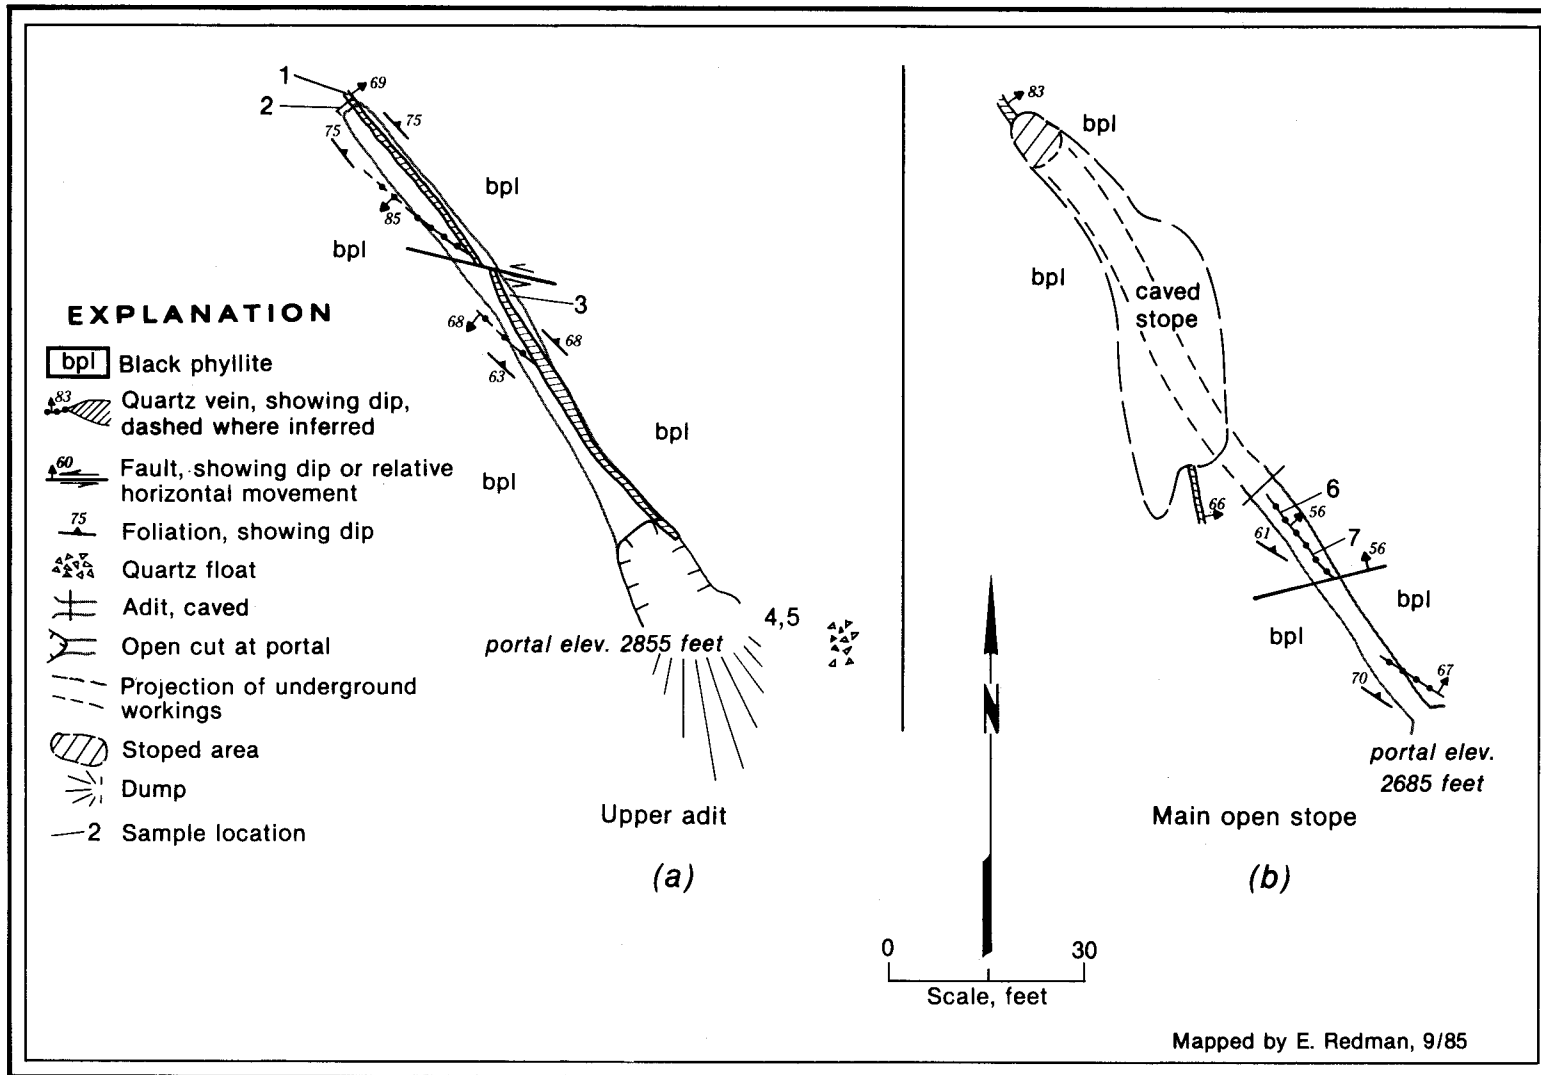 1
2
69
75
75
bpl
85
bpl
3
68
68
63
bpl
bpl
portal elev. 2855 feet
4,5
Upper adit
(a)
EXPLANATION
bpl Black phyllite
83 Quartz vein, showing dip,
dashed where inferred
60 Fault, showing dip or relative
horizontal movement
75 Foliation, showing dip
Quartz float
Adit, caved
Open cut at portal
Projection of underground
workings
Stoped area
Dump
2 Sample location
83
bpl
bpl
caved
stope
66
6
56
61
7
56
bpl
bpl
70
67
portal elev.
2685 feet
Main open stope
(b)
N
0 30
Scale, feet
Mapped by E. Redman, 9/85